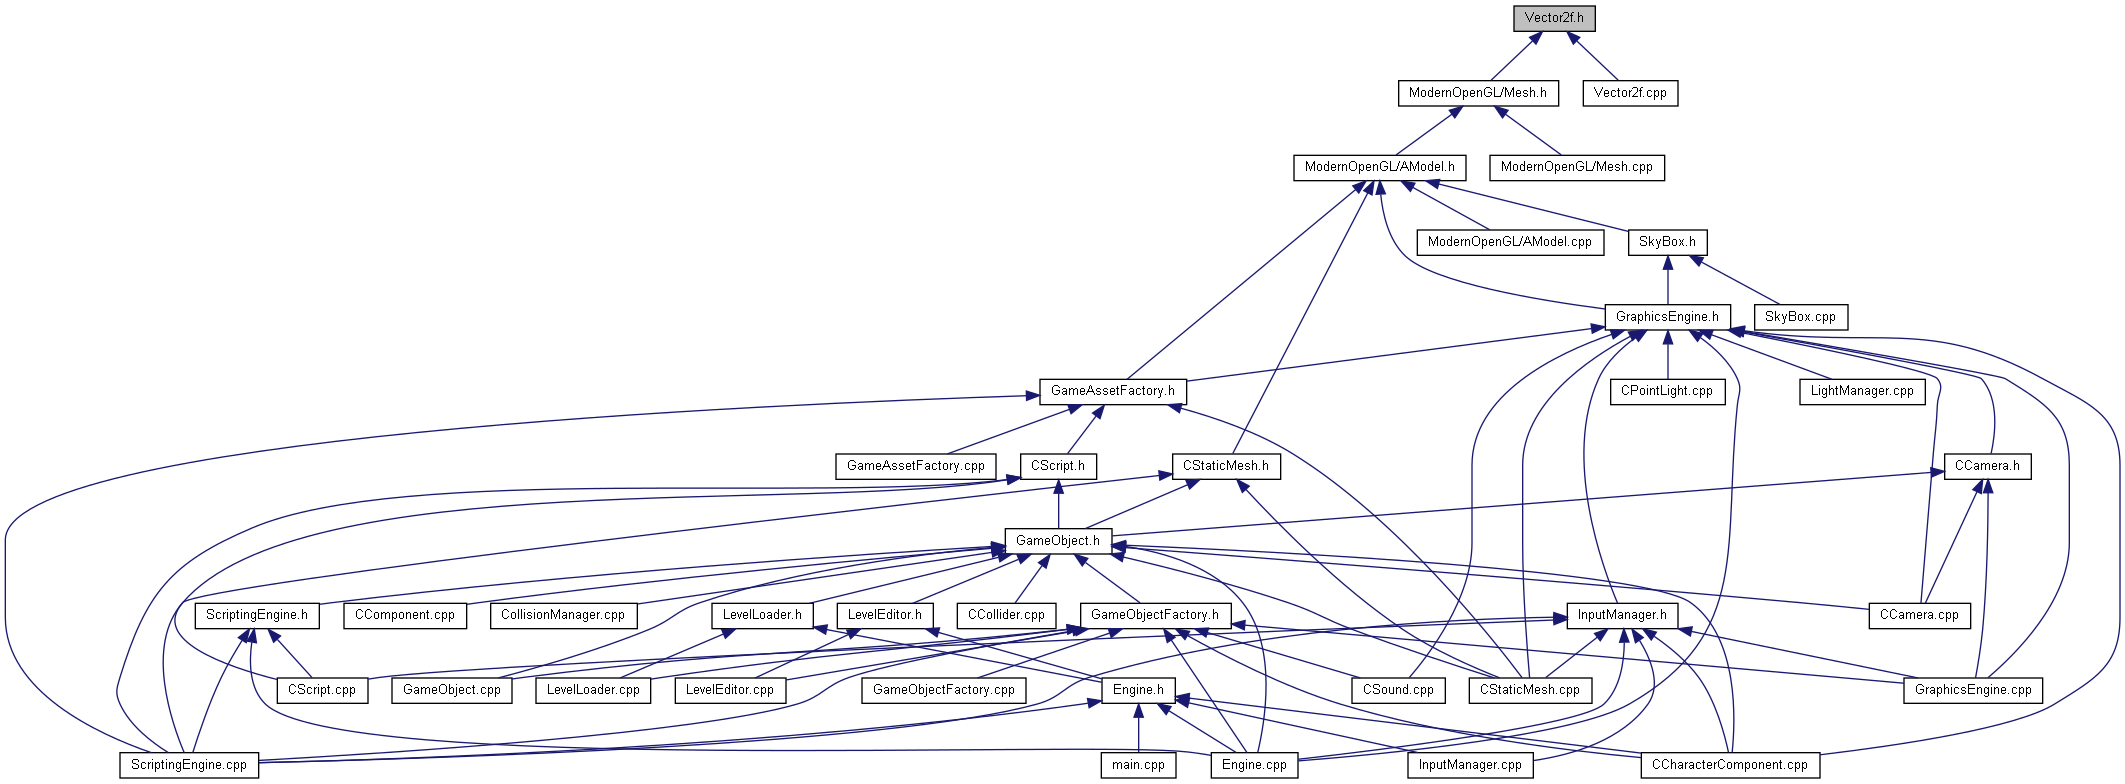 Vector2f.h
ModernOpenGL/Mesh.h
Vector2f.cpp
ModernOpenGL/AModel.h
ModernOpenGL/Mesh.cpp
ModernOpenGL/AModel.cpp
SkyBox.h
GraphicsEngine.h
SkyBox.cpp
GameAssetFactory.h
CPointLight.cpp
LightManager.cpp
GameAssetFactory.cpp
CScript.h
CStaticMesh.h
CCamera.h
GameObject.h
ScriptingEngine.h
CComponent.cpp
CollisionManager.cpp
LevelLoader.h
LevelEditor.h
CCollider.cpp
GameObjectFactory.h
InputManager.h
CCamera.cpp
CScript.cpp
GameObject.cpp
LevelLoader.cpp
LevelEditor.cpp
GameObjectFactory.cpp
Engine.h
CSound.cpp
CStaticMesh.cpp
GraphicsEngine.cpp
ScriptingEngine.cpp
main.cpp
Engine.cpp
InputManager.cpp
CCharacterComponent.cpp